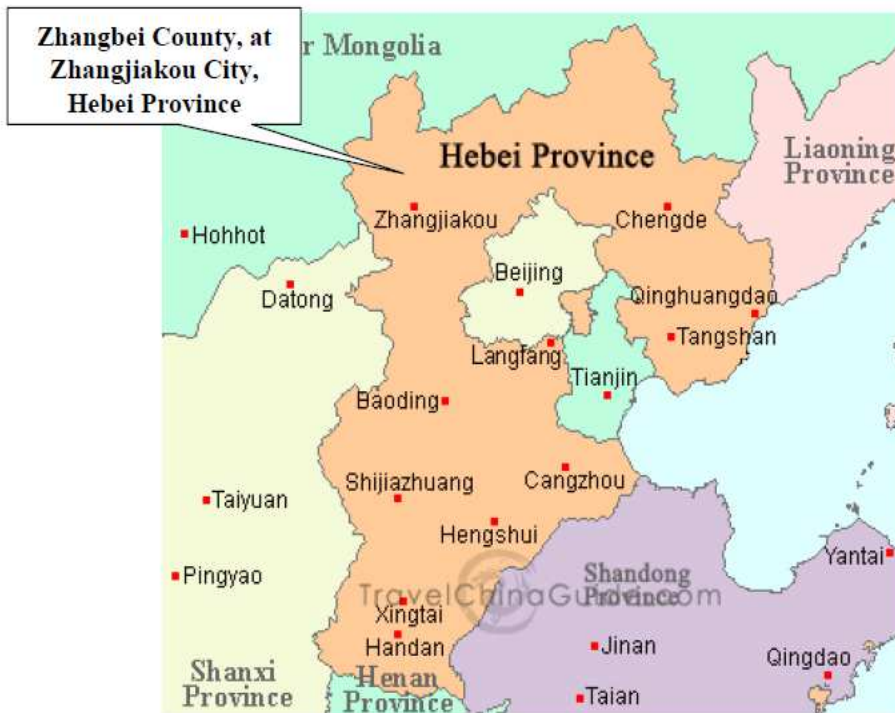 Zhangbei County, at
Zhangjiakou City,
Hebei Province
r Mongolia
Hebei Province
Liaoning
Province
Zhangjiakou
Chengde
Hohhot
Beijing
Datong
Qinghuangdao
Tangshan
Langfang
Tianjin
Baoding
Shijiazhuang
Cangzhou
Taiyuan
Hengshui
Yantai
Pingyao
Shandong
Province
TravelChinaGuide.com
Xingtai
Handan
Jinan
Qingdao
Shanxi
Province
Henan
Province
Taian